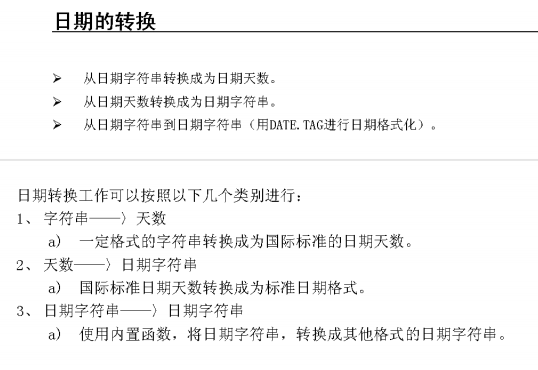 日期的转换
➢ 从日期字符串转换成为日期天数。
➢ 从日期天数转换成为日期字符串。
➢ 从日期字符串到日期字符串（用DATE.TAG进行日期格式化）。
日期转换工作可以按照以下几个类别进行：
1、 字符串——〉天数
a) 一定格式的字符串转换成为国际标准的日期天数。
2、 天数——〉日期字符串
a) 国际标准日期天数转换成为标准日期格式。
3、 日期字符串——〉日期字符串
a) 使用内置函数，将日期字符串，转换成其他格式的日期字符串。